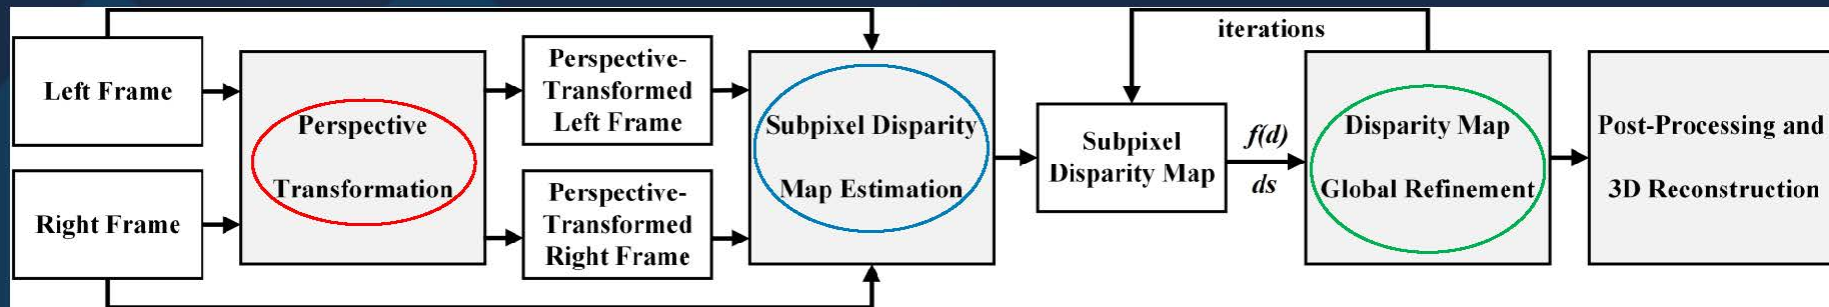 Left Frame
Right Frame
Perspective
Transformation
Perspective-
Transformed
Left Frame
Perspective-
Transformed
Right Frame
Subpixel Disparity
Map Estimation
Subpixel
Disparity Map
iterations
f(d)
ds
Disparity Map
Global Refinement
Post-Processing and
3D Reconstruction